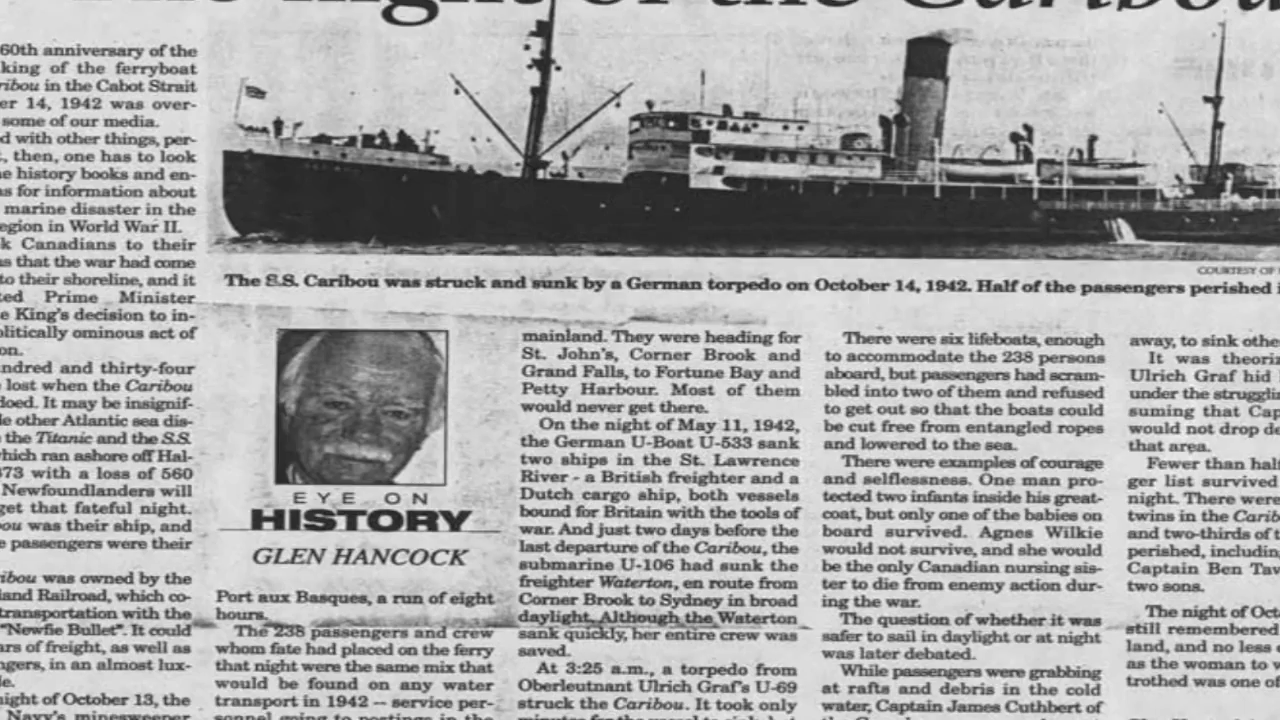 The Night of the Caribou
60th anniversary of the
king of the ferryboat
ribou in the Cabot Strait
er 14, 1942 was over-
some of our media.
d with other things, per-
, then, one has to look
e history books and en-
s for information about
marine disaster in the
egion in World War II.
k Canadians to their
s that the war had come
to their shoreline, and it
ted Prime Minister
e King's decision to in-
olitically ominous act of
on.
undred and thirty-four
lost when the Caribou
doed. It may be insignif-
le other Atlantic sea dis-
the Titanic and the S.S.
which ran ashore off Hal-
873 with a loss of 560
Newfoundlanders will
get that fateful night.
ou was their ship, and
e passengers were their
ibou was owned by the
land Railroad, which co-
transportation with the
"Newfie Bullet". It could
ars of freight, as well as
ngers, in an almost lux-
le.
night of October 13, the
Navy's minesweeper
COURTESY OF
The S.S. Caribou was struck and sunk by a German torpedo on October 14, 1942. Half of the passengers perished i
EYE ON
HISTORY
GLEN HANCOCK
Port aux Basques, a run of eight
hours.
The 238 passengers and crew
whom fate had placed on the ferry
that night were the same mix that
would be found on any water
transport in 1942 -- service per-
sonnel going to postings in the
mainland. They were heading for
St. John's, Corner Brook and
Grand Falls, to Fortune Bay and
Petty Harbour. Most of them
would never get there.
On the night of May 11, 1942,
the German U-Boat U-533 sank
two ships in the St. Lawrence
River - a British freighter and a
Dutch cargo ship, both vessels
bound for Britain with the tools of
war. And just two days before the
last departure of the Caribou, the
submarine U-106 had sunk the
freighter Waterton, en route from
Corner Brook to Sydney in broad
daylight. Although the Waterton
sank quickly, her entire crew was
saved.
At 3:25 a.m., a torpedo from
Oberleutnant Ulrich Graf's U-69
struck the Caribou. It took only
minutes for the vessel to sink, but
There were six lifeboats, enough
to accommodate the 238 persons
aboard, but passengers had scram-
bled into two of them and refused
to get out so that the boats could
be cut free from entangled ropes
and lowered to the sea.
There were examples of courage
and selflessness. One man pro-
tected two infants inside his great-
coat, but only one of the babies on
board survived. Agnes Wilkie
would not survive, and she would
be the only Canadian nursing sis-
ter to die from enemy action dur-
ing the war.
The question of whether it was
safer to sail in daylight or at night
was later debated.
While passengers were grabbing
at rafts and debris in the cold
water, Captain James Cuthbert of
away, to sink othe
It was theoriz
Ulrich Graf hid
under the struggli
suming that Cap
would not drop de
that area.
Fewer than half
ger list survived
night. There were
twins in the Carib
and two-thirds of t
perished, including
Captain Ben Tav
two sons.
The night of Oct
still remembered
land, and no less
as the woman to w
trothed was one of